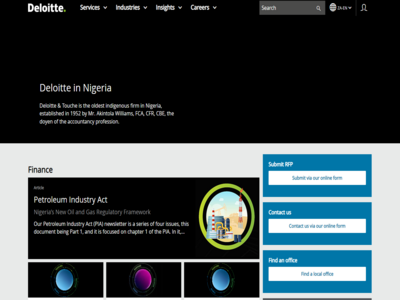 Deloitte.
Services
Industries
Insights
Careers
Search
ZA-EN
Deloitte in Nigeria
Deloitte & Touche is the oldest indigenous firm in Nigeria,
established in 1952 by Mr. Akintola Williams, FCA, CFR, CBE, the
doyen of the accountancy profession.
Finance
Petroleum Industry Act
Nigeria's New Oil and Gas Regulatory Framework
Our Petroleum Industry Act (PIA) newsletter is a series of four issues, this
document being Part 1, and it is focused on chapter 1 of the PIA. In it,...
Submit RFP
Submit via our online form
Contact us
Contact us via our online form
Find an office
Find a local office